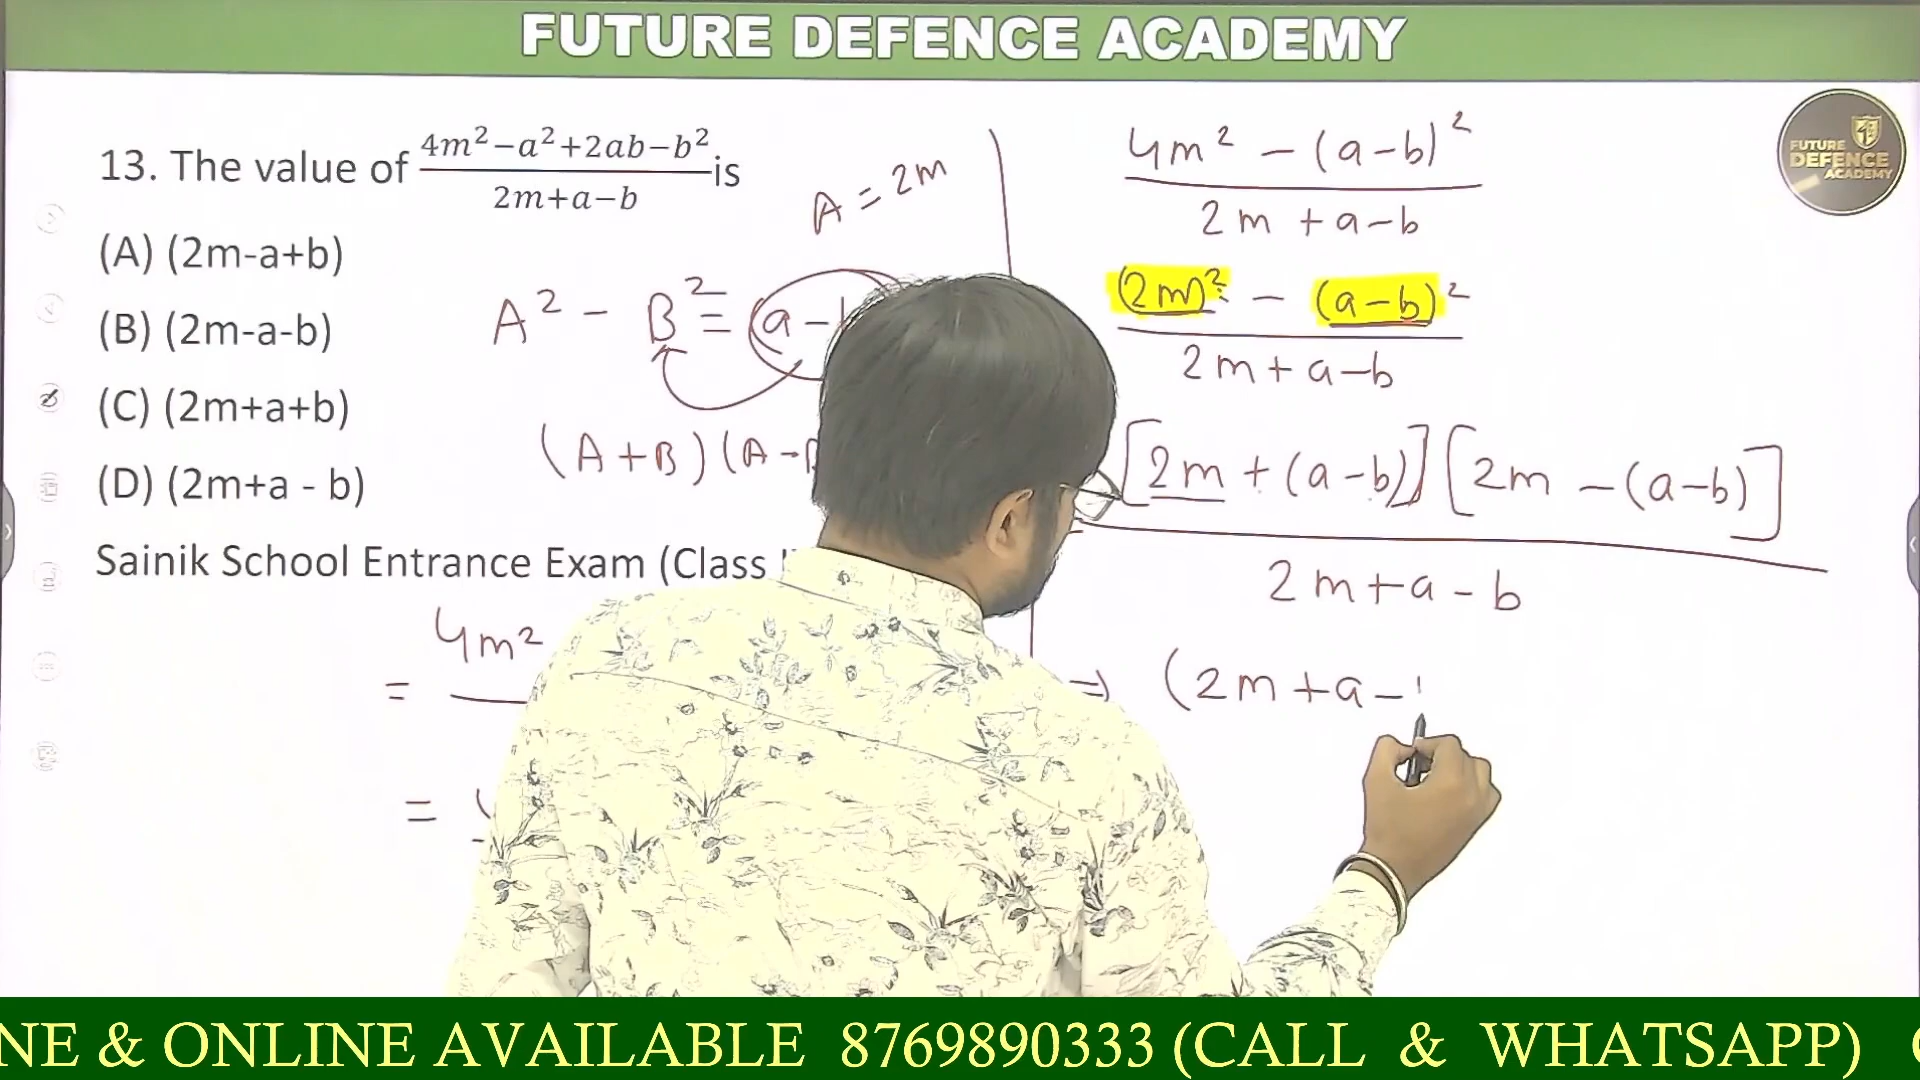 FUTURE DEFENCE ACADEMY
13. The value of \frac{4m²−a²+2ab−b²}{2m+a−b} is
(A) (2m-a+b)
(B) (2m-a-b)
(C) (2m+a+b)
(D) (2m+a - b)
Sainik School Entrance Exam (Class
A = 2m
A² - B² = (a -
(A+B)(A-
= 4m²
=
4m² - (a-b)²
2m + a-b
(2m)² - (a-b)²
2m + a-b
[2m + (a-b)] [2m - (a-b)]
2m + a - b
⇒ (2m + a -
FUTURE
DEFENCE
ACADEMY
NE & ONLINE AVAILABLE 8769890333 (CALL & WHATSAPP)